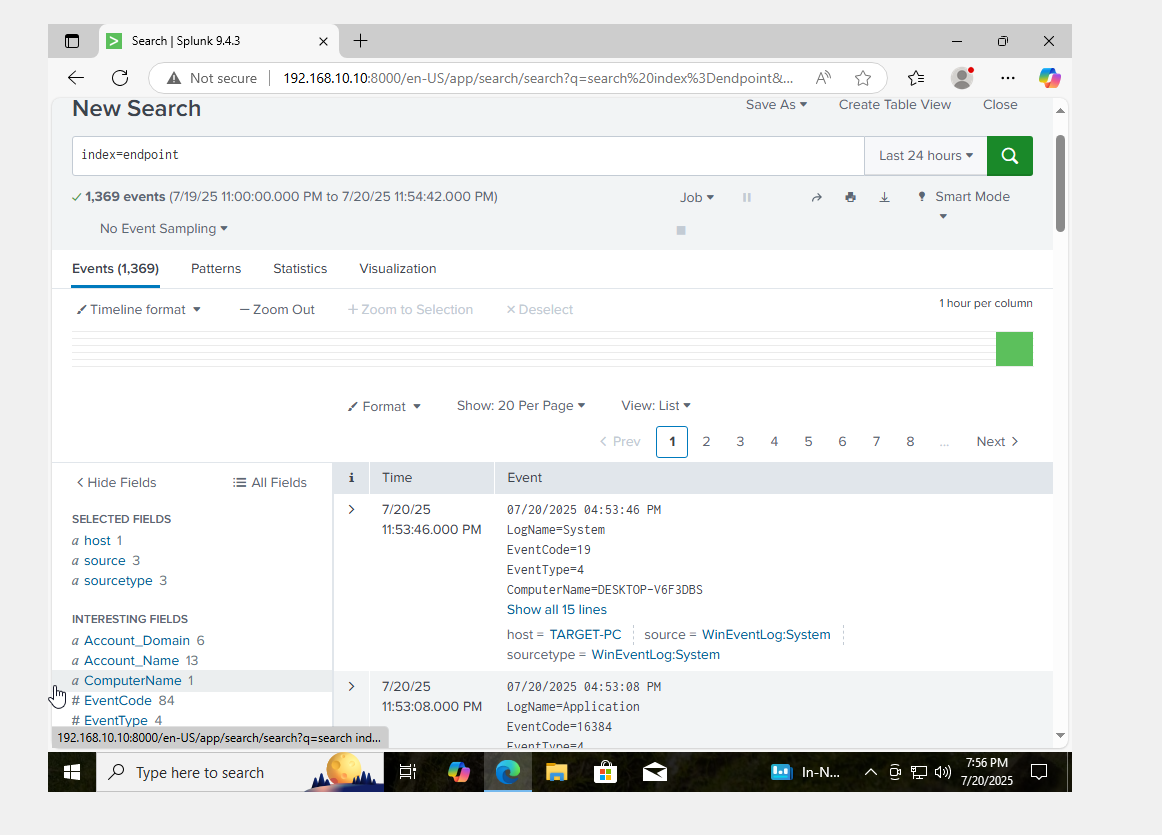 Search | Splunk 9.4.3
Not secure
192.168.10.10:8000/en-US/app/search/search?q=search%20index%3Dendpoint&...
New Search
Save As
Create Table View
Close
index=endpoint
Last 24 hours
1,369 events (7/19/25 11:00:00.000 PM to 7/20/25 11:54:42.000 PM)
Job
Smart Mode
No Event Sampling
Events (1,369)
Patterns
Statistics
Visualization
Timeline format
Zoom Out
Zoom to Selection
Deselect
1 hour per column
Format
Show: 20 Per Page
View: List
Prev
1
2
3
4
5
6
7
8
...
Next
Hide Fields
All Fields
SELECTED FIELDS
a host 1
a source 3
a sourcetype 3
INTERESTING FIELDS
a Account_Domain 6
a Account_Name 13
a ComputerName 1
# EventCode 84
# EventType 4
i
Time
Event
7/20/25
11:53:46.000 PM
07/20/2025 04:53:46 PM
LogName=System
EventCode=19
EventType=4
ComputerName=DESKTOP-V6F3DBS
Show all 15 lines
host = TARGET-PC
source = WinEventLog:System
sourcetype = WinEventLog:System
7/20/25
11:53:08.000 PM
07/20/2025 04:53:08 PM
LogName=Application
EventCode=16384
EventType=4
192.168.10.10:8000/en-US/app/search/search?q=search ind...
Type here to search
In-N...
7:56 PM
7/20/2025